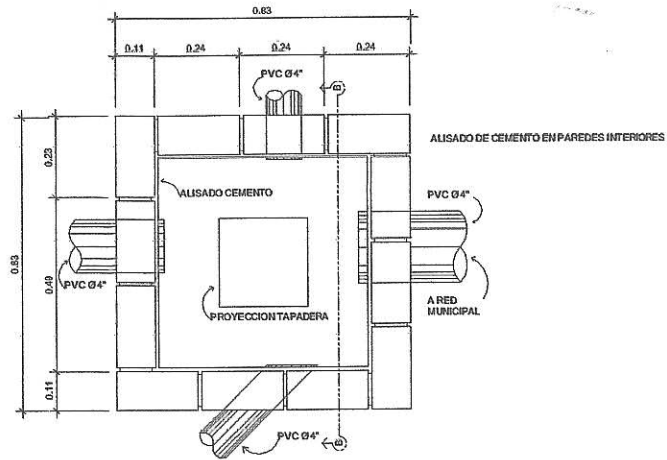 0.83
0.11
0.24
0.24
0.24
PVC Ø4"
B
ALISADO DE CEMENTO EN PAREDES INTERIORES
0.23
ALISADO CEMENTO
PVC Ø4"
0.83
0.49
PVC Ø4"
PROYECCION TAPADERA
A RED
MUNICIPAL
0.11
PVC Ø4"
B